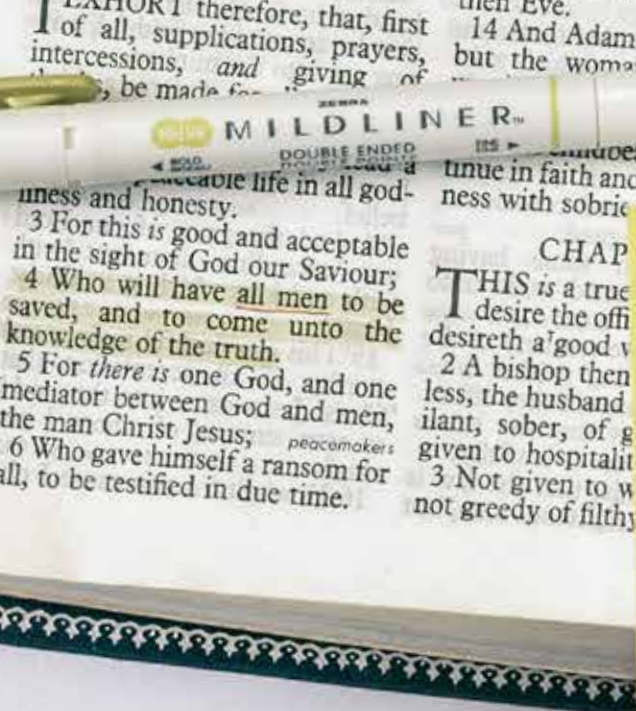 I EXHORT therefore, that, first
of all, supplications, prayers,
intercessions, and giving of
be made
ZEBRA
MILDLINER™
BOLD
DOUBLE ENDED
life in all god-
liness and honesty.
3 For this is good and acceptable
in the sight of God our Saviour;
4 Who will have all men to be
saved, and to come unto the
knowledge of the truth.
5 For there is one God, and one
mediator between God and men,
the man Christ Jesus;
peacemakers
6 Who gave himself a ransom for
all, to be testified in due time.
then Eve.
14 And Adam
but the woma
tinue in faith and
ness with sobrie
CHAP
THIS is a true
desire the offi
desireth a good w
2 A bishop then
less, the husband
ilant, sober, of g
given to hospitalit
3 Not given to w
not greedy of filthy